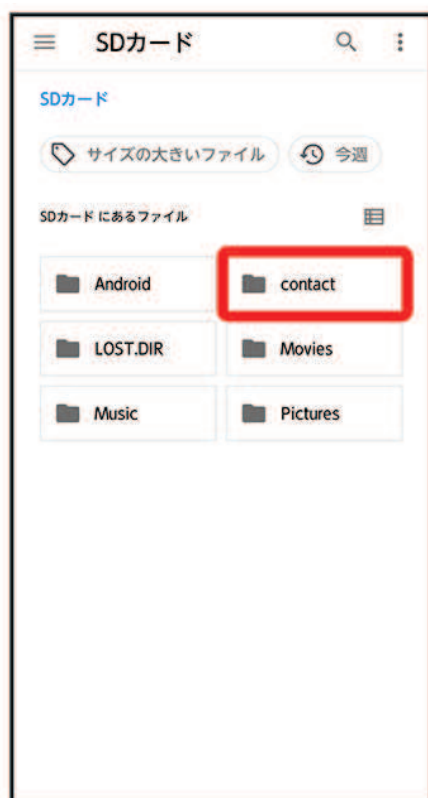 SDカード
SDカード
サイズの大きいファイル 今週
SDカード にあるファイル
Android contact
LOST.DIR Movies
Music Pictures